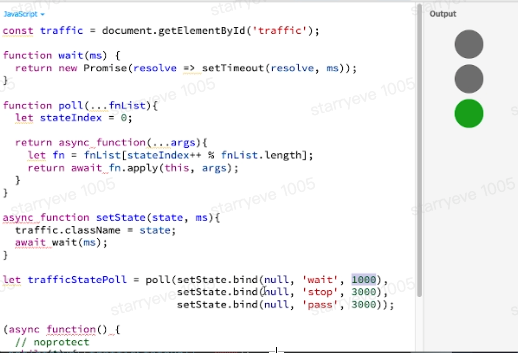 JavaScript
Output
const traffic = document.getElementById('traffic');
function wait(ms) {
return new Promise(resolve => setTimeout(resolve, ms));
}
function poll(...fnList){
let stateIndex = 0;
return async function(...args){
let fn = fnList[stateIndex++ % fnList.length];
return await fn.apply(this, args);
}
}
async function setState(state, ms){
traffic.className = state;
await wait(ms);
}
let trafficStatePoll = poll(setState.bind(null, 'wait', 1000),
setState.bind(null, 'stop', 3000),
setState.bind(null, 'pass', 3000));
(async function() {
// noprotect
starryeve 1005
starryeve 1005
starryeve 1005
starryeve 1005
starryeve 1005
starryeve 1005